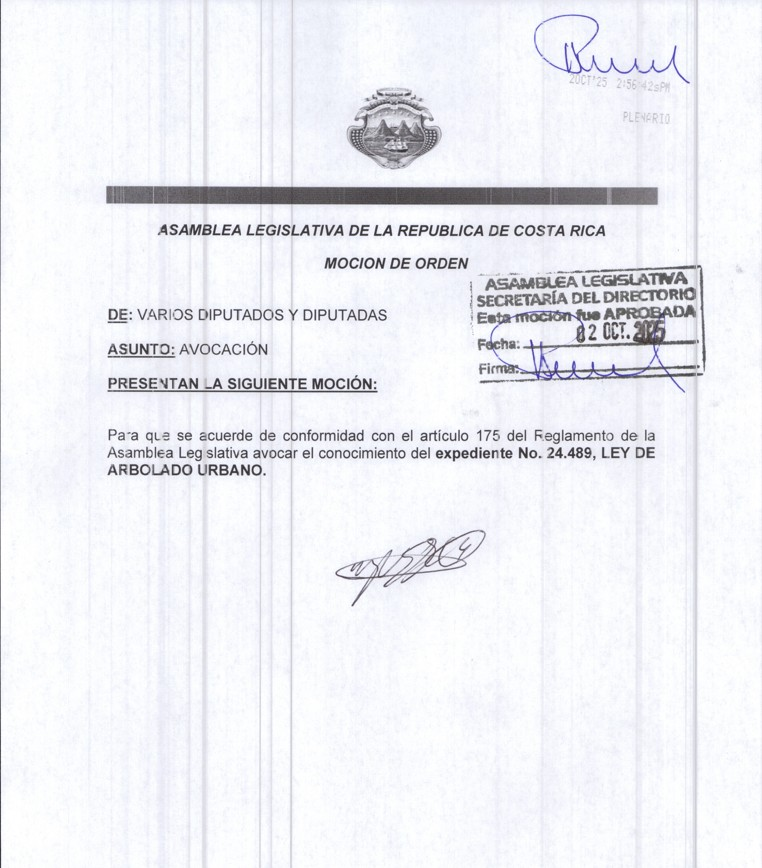 2OCT'25 2:56:42sPM
PLENARIO
ASAMBLEA LEGISLATIVA DE LA REPUBLICA DE COSTA RICA
MOCION DE ORDEN
ASAMBLEA LEGISLATIVA
SECRETARÍA DEL DIRECTORIO
Esta moción fue APROBADA
Fecha: 02 OCT. 2025
Firma:
DE: VARIOS DIPUTADOS Y DIPUTADAS
ASUNTO: AVOCACIÓN
PRESENTAN LA SIGUIENTE MOCIÓN:
Para que se acuerde de conformidad con el artículo 175 del Reglamento de la
Asamblea Legislativa avocar el conocimiento del expediente No. 24.489, LEY DE
ARBOLADO URBANO.